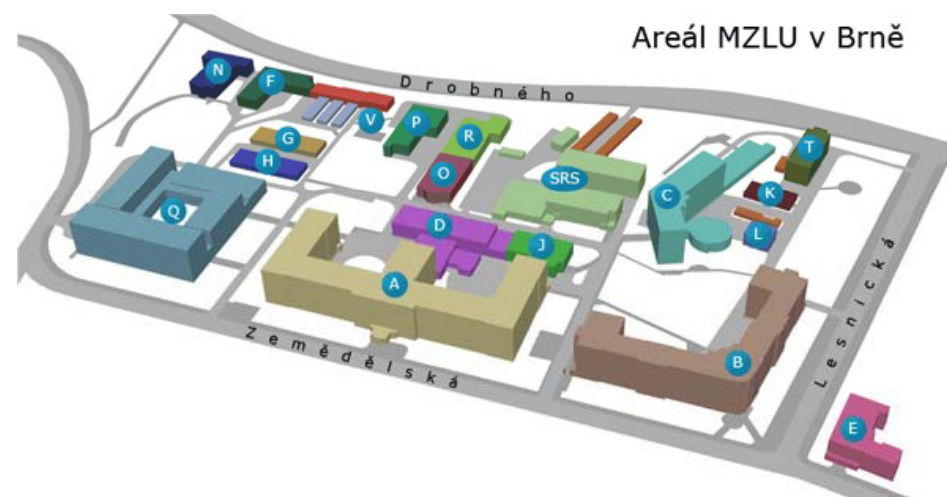 Areál MZLU v Brně
Drobného
N
F
V
P
R
G
H
O
SRS
T
C
K
Q
D
J
L
A
Lesnická
Zemědělská
B
E